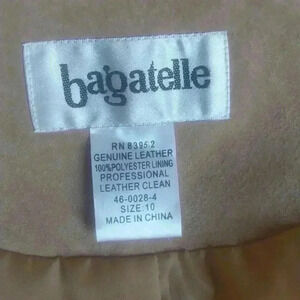 bagatelle
RN 83952
GENUINE LEATHER
100%POLYESTER LINING
PROFESSIONAL
LEATHER CLEAN
46-0028-4
SIZE: 10
MADE IN CHINA